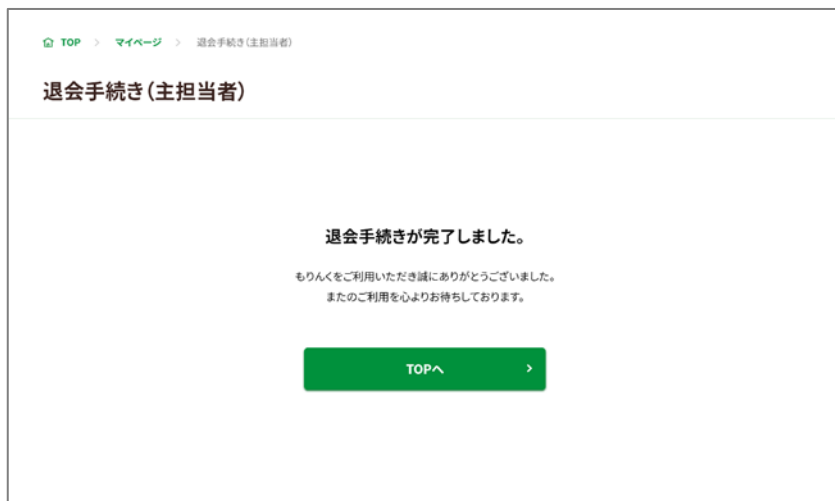 TOP > マイページ > 退会手続き(主担当者)
退会手続き(主担当者)
退会手続きが完了しました。
もりんくをご利用いただき誠にありがとうございました。
またのご利用を心よりお待ちしております。
TOPへ >